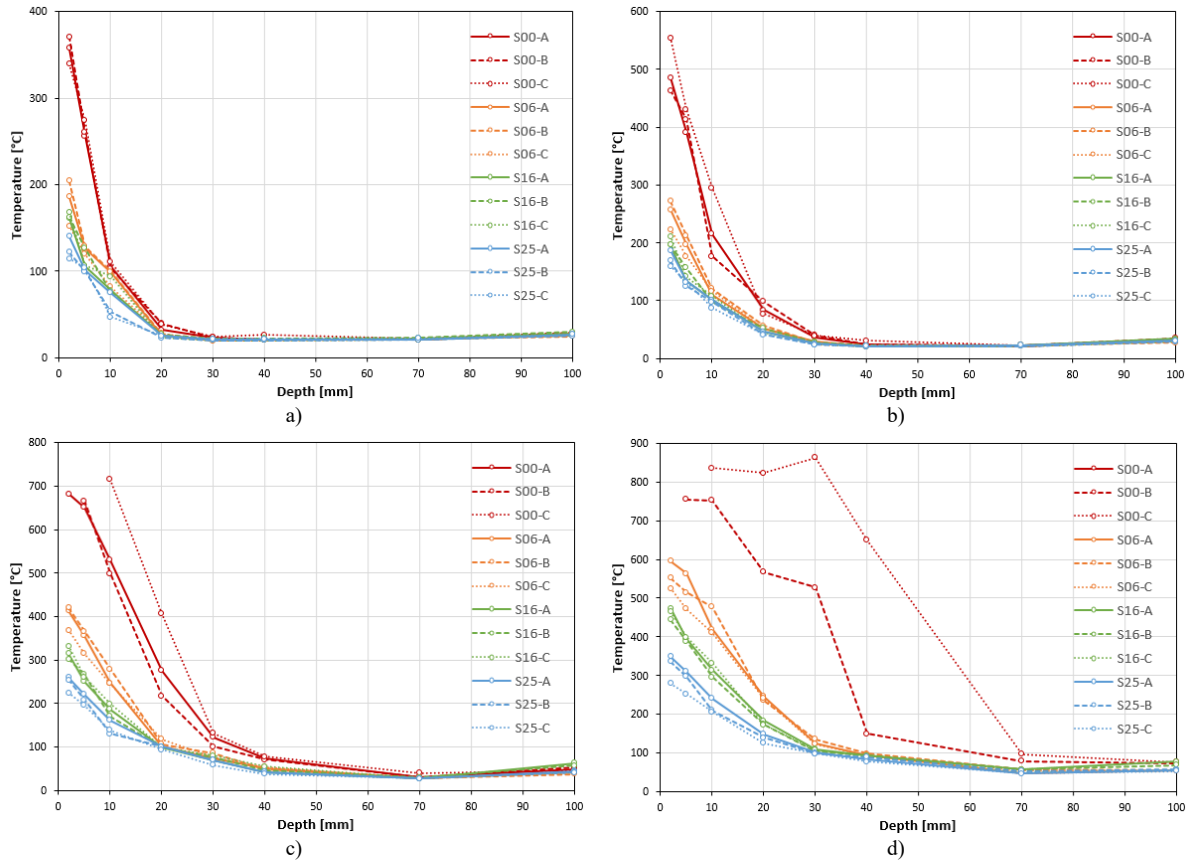 400
300
200
100
0
Temperature [°C]
0 10 20 30 40 50 60 70 80 90 100
Depth [mm]
S00-A
S00-B
S00-C
S06-A
S06-B
S06-C
S16-A
S16-B
S16-C
S25-A
S25-B
S25-C
a)
600
500
400
300
200
100
0
Temperature [°C]
0 10 20 30 40 50 60 70 80 90 100
Depth [mm]
S00-A
S00-B
S00-C
S06-A
S06-B
S06-C
S16-A
S16-B
S16-C
S25-A
S25-B
S25-C
b)
800
700
600
500
400
300
200
100
0
Temperature [°C]
0 10 20 30 40 50 60 70 80 90 100
Depth [mm]
S00-A
S00-B
S00-C
S06-A
S06-B
S06-C
S16-A
S16-B
S16-C
S25-A
S25-B
S25-C
c)
900
800
700
600
500
400
300
200
100
0
Temperature [°C]
0 10 20 30 40 50 60 70 80 90 100
Depth [mm]
S00-A
S00-B
S00-C
S06-A
S06-B
S06-C
S16-A
S16-B
S16-C
S25-A
S25-B
S25-C
d)